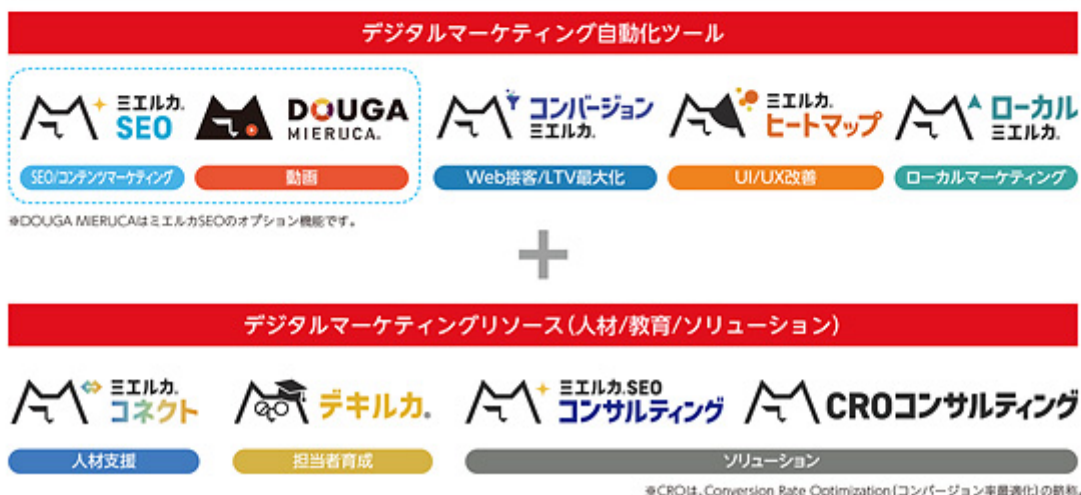 デジタルマーケティング自動化ツール
ミエルカ® SEO
DOUGA MIERUCA®
コンバージョン ミエルカ®
ミエルカ® ヒートマップ
ローカル ミエルカ®
SEO/コンテンツマーケティング
動画
Web接客/LTV最大化
UI/UX改善
ローカルマーケティング
※DOUGA MIERUCAはミエルカSEOのオプション機能です。
+
デジタルマーケティングリソース(人材/教育/ソリューション)
ミエルカ® コネクト
デキルカ®
ミエルカ®SEO コンサルティング
CROコンサルティング
人材支援
担当者育成
ソリューション
※CROは、Conversion Rate Optimization(コンバージョン率最適化)の略称。